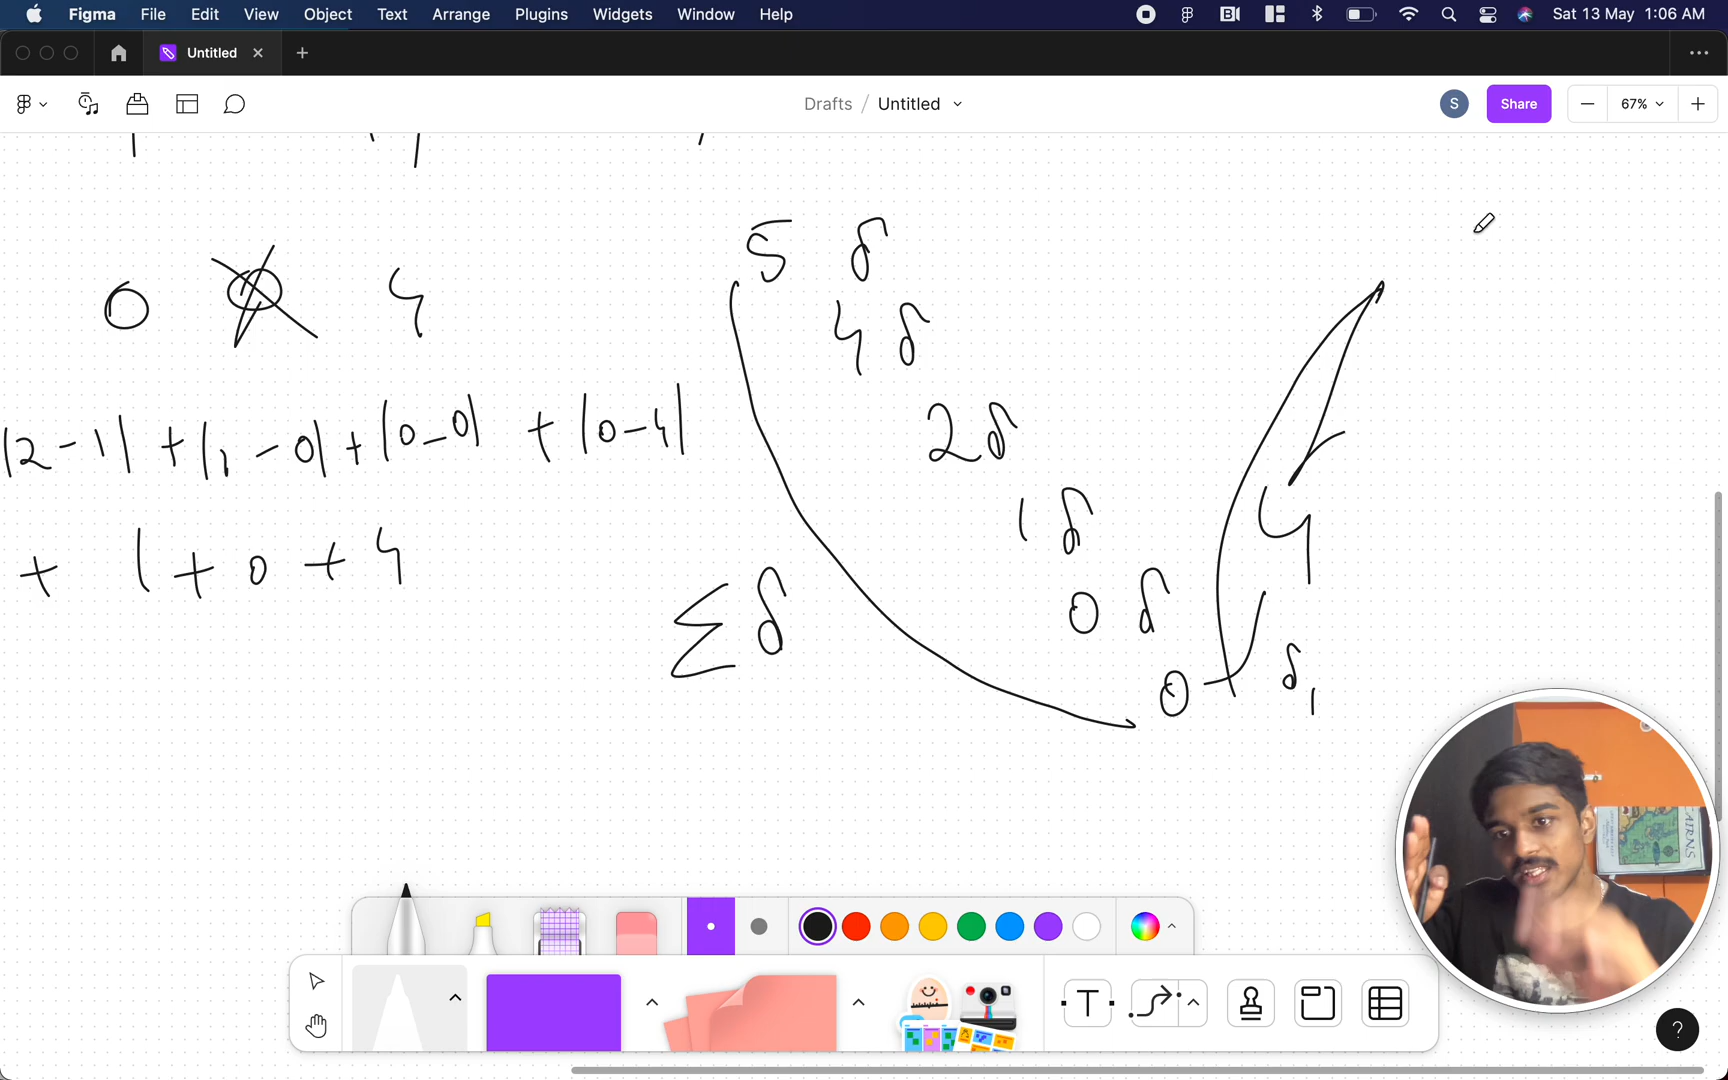 Figma File Edit View Object Text Arrange Plugins Widgets Window Help Sat 13 May 1:06 AM
Untitled
Drafts / Untitled S Share 67%
5 δ
0 4
4 δ
|2-1| + |1-0| + |0-0| + |0-4|
2δ
1 δ
4
+ 1 + 0 + 4
Σ δ
0 δ
0 δ1
T
?
CAIRNS